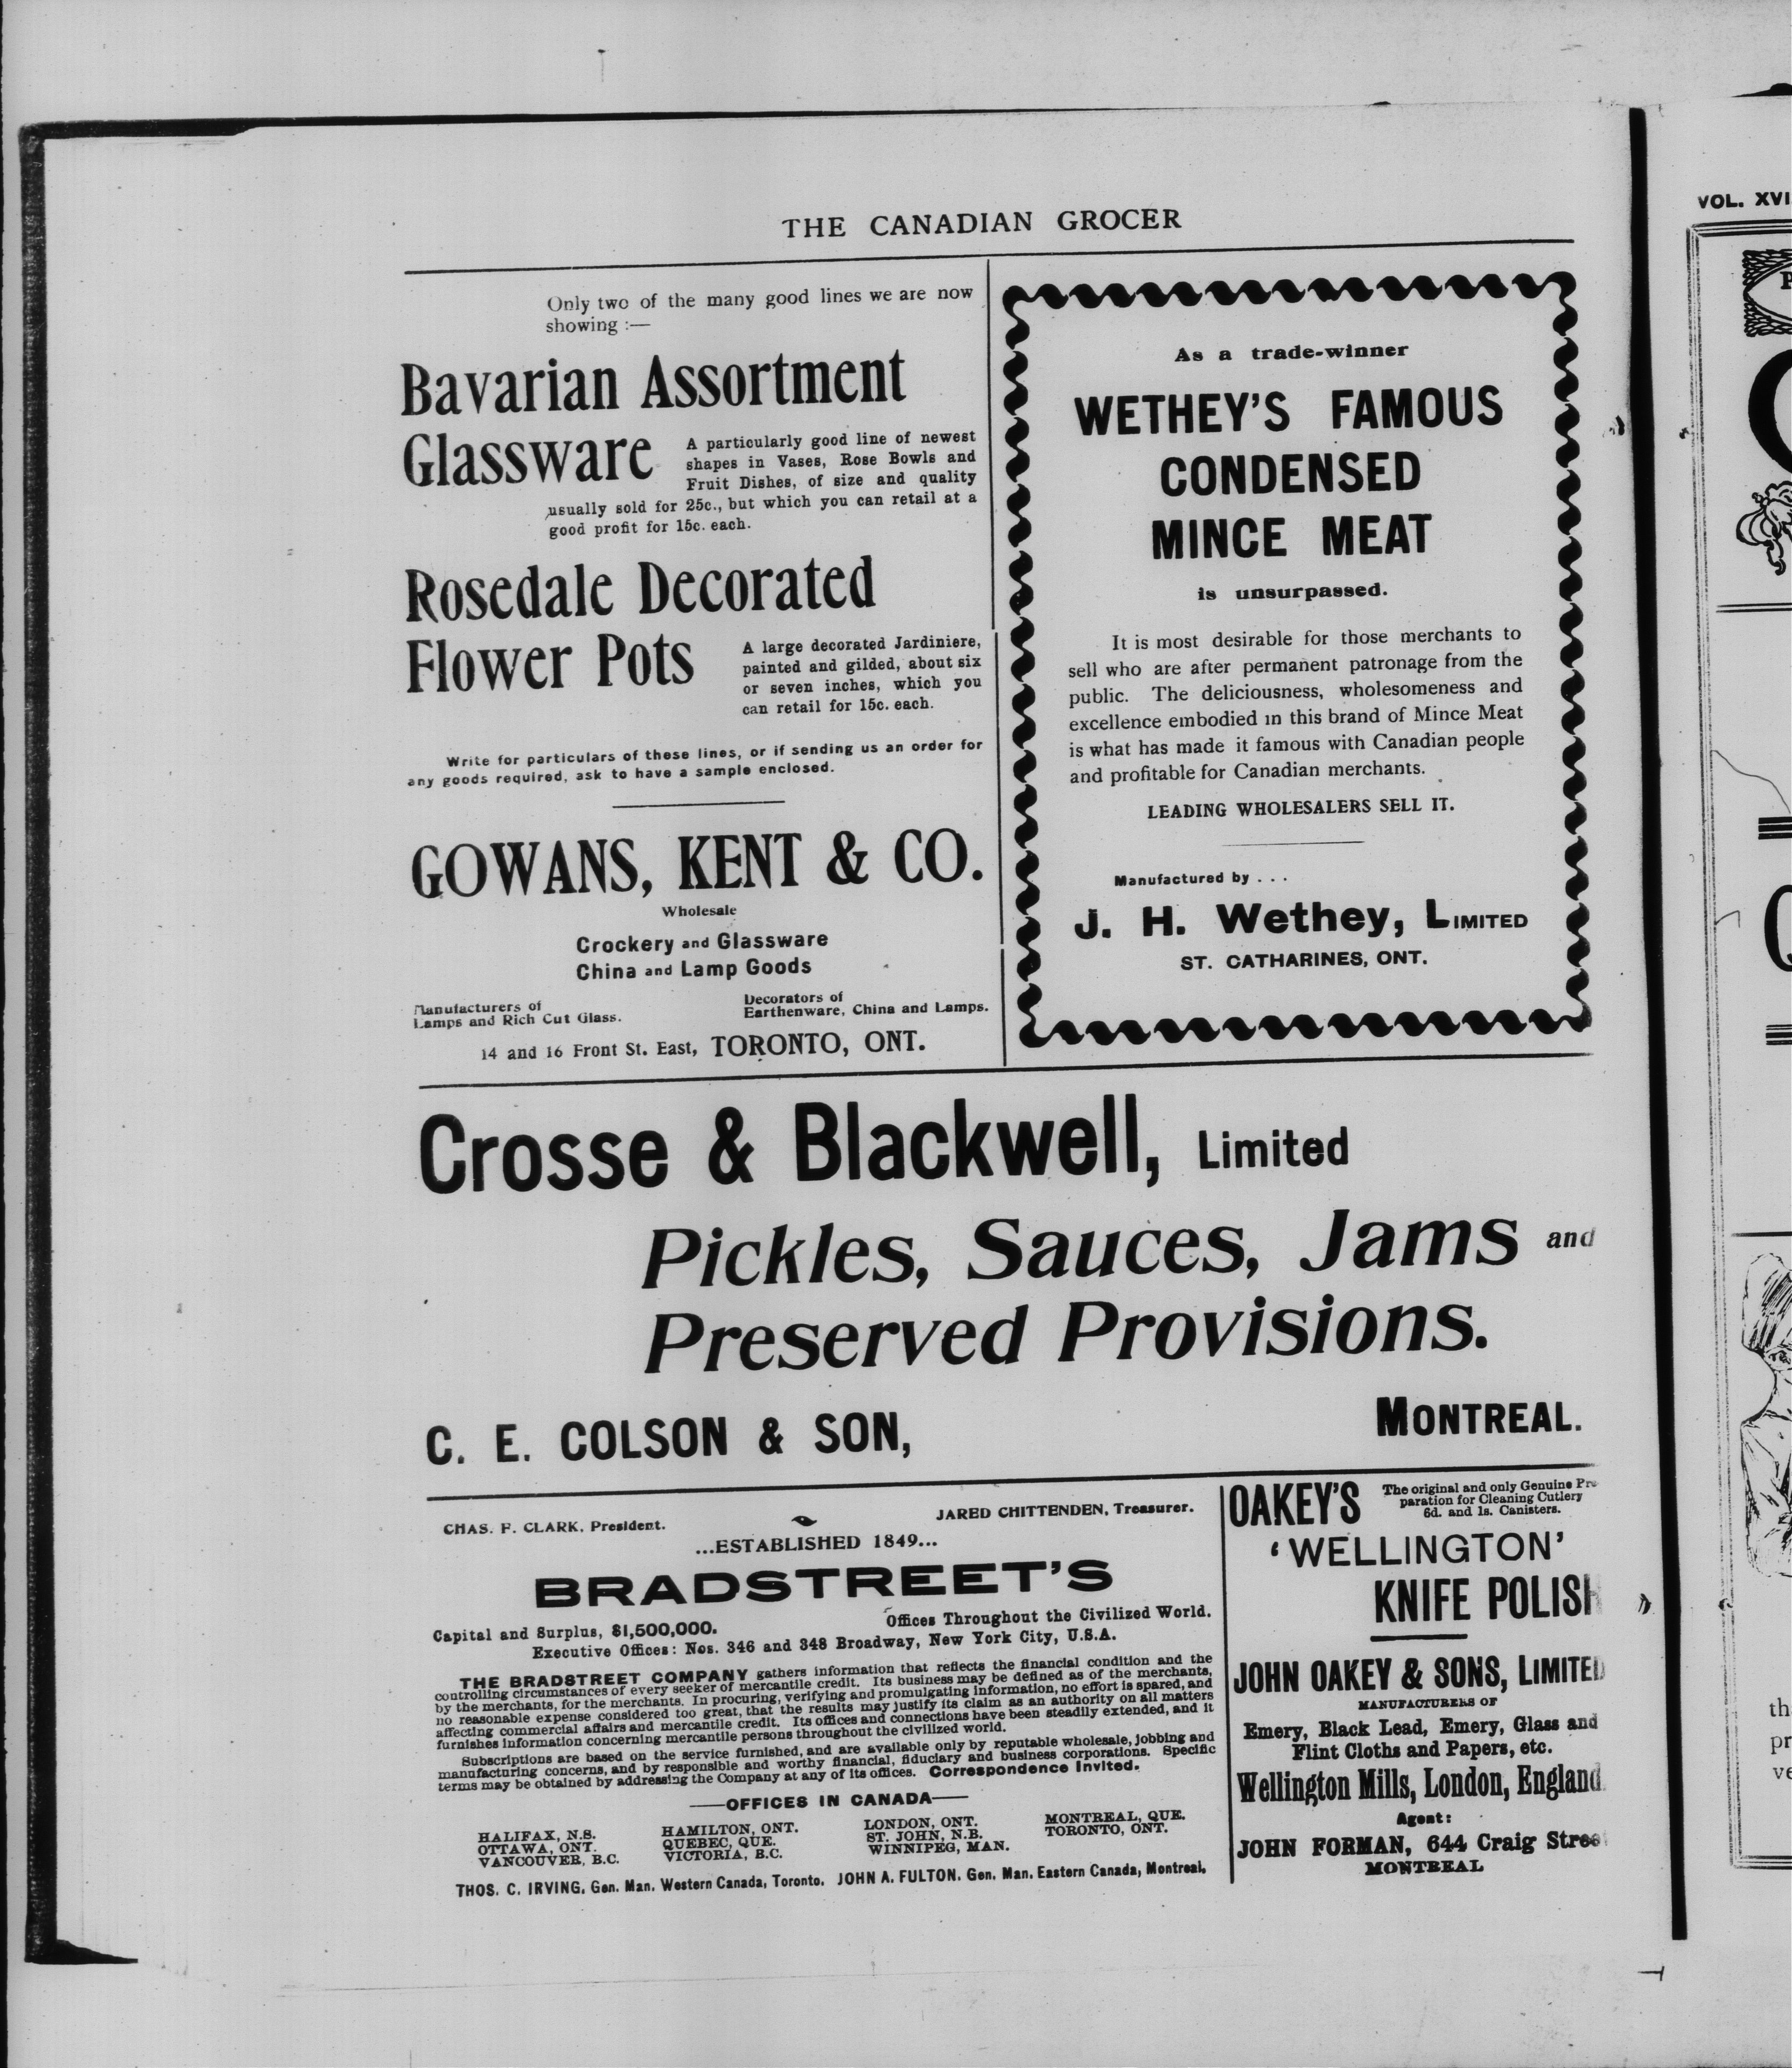 THE CANADIAN GROCER
Only two of the many good lines we are now
showing :—
Bavarian Assortment
Glassware
A particularly good line of newest
shapes in Vases, Rose Bowls and
Fruit Dishes, of size and quality
usually sold for 25c., but which you can retail at a
good profit for 15c. each.
Rosedale Decorated
Flower Pots
A large decorated Jardiniere,
painted and gilded, about six
or seven inches, which you
can retail for 15c. each.
Write for particulars of these lines, or if sending us an order for
any goods required, ask to have a sample enclosed.
GOWANS, KENT & CO.
Wholesale
Crockery and Glassware
China and Lamp Goods
Manufacturers of
Lamps and Rich Cut Glass.
Decorators of
Earthenware, China and Lamps.
14 and 16 Front St. East, TORONTO, ONT.
As a trade-winner
WETHEY'S FAMOUS
CONDENSED
MINCE MEAT
is unsurpassed.
It is most desirable for those merchants to
sell who are after permanent patronage from the
public. The deliciousness, wholesomeness and
excellence embodied in this brand of Mince Meat
is what has made it famous with Canadian people
and profitable for Canadian merchants.
LEADING WHOLESALERS SELL IT.
Manufactured by . . .
J. H. Wethey, LIMITED
ST. CATHARINES, ONT.
Crosse & Blackwell, Limited
Pickles, Sauces, Jams and
Preserved Provisions.
C. E. COLSON & SON,
MONTREAL.
CHAS. F. CLARK, President.
JARED CHITTENDEN, Treasurer.
...ESTABLISHED 1849...
BRADSTREET'S
Capital and Surplus, $1,500,000.
Offices Throughout the Civilized World.
Executive Offices: Nos. 346 and 348 Broadway, New York City, U.S.A.
THE BRADSTREET COMPANY gathers information that reflects the financial condition and the
controlling circumstances of every seeker of mercantile credit. Its business may be defined as of the merchants,
by the merchants, for the merchants. In procuring, verifying and promulgating information, no effort is spared, and
no reasonable expense considered too great, that the results may justify its claim as an authority on all matters
affecting commercial affairs and mercantile credit. Its offices and connections have been steadily extended, and it
furnishes information concerning mercantile persons throughout the civilized world.
Subscriptions are based on the service furnished, and are available only by reputable wholesale, jobbing and
manufacturing concerns, and by responsible and worthy financial, fiduciary and business corporations. Specific
terms may be obtained by addressing the Company at any of its offices. Correspondence Invited.
——OFFICES IN CANADA——
HALIFAX, N.S.
OTTAWA, ONT.
VANCOUVER, B.C.
HAMILTON, ONT.
QUEBEC, QUE.
VICTORIA, B.C.
LONDON, ONT.
ST. JOHN, N.B.
WINNIPEG, MAN.
MONTREAL, QUE.
TORONTO, ONT.
THOS. C. IRVING, Gen. Man. Western Canada, Toronto. JOHN A. FULTON, Gen. Man. Eastern Canada, Montreal.
OAKEY'S
The original and only Genuine Pre
paration for Cleaning Cutlery
6d. and 1s. Canisters.
'WELLINGTON'
KNIFE POLISH
JOHN OAKEY & SONS, LIMITED
MANUFACTURERS OF
Emery, Black Lead, Emery, Glass and
Flint Cloths and Papers, etc.
Wellington Mills, London, England
Agent:
JOHN FORMAN, 644 Craig Street
MONTREAL
VOL. XVI
th
pr
ve